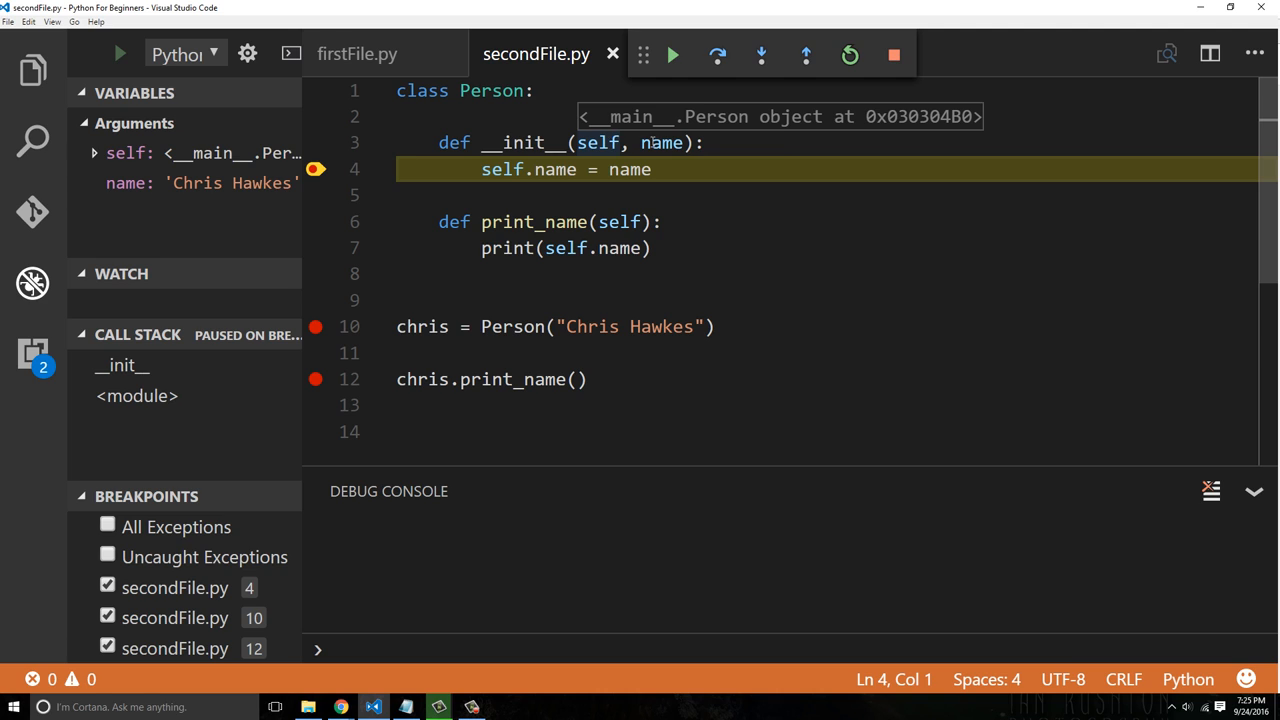 secondFile.py - Python For Beginners - Visual Studio Code
File Edit View Go Help
Python
firstFile.py
secondFile.py
VARIABLES
Arguments
self: <__main__.Per...
name: 'Chris Hawkes'
WATCH
CALL STACK PAUSED ON BRE...
__init__
<module>
BREAKPOINTS
All Exceptions
Uncaught Exceptions
secondFile.py 4
secondFile.py 10
secondFile.py 12
2
1 class Person:
2
<__main__.Person object at 0x030304B0>
3 def __init__(self, name):
4 self.name = name
5
6 def print_name(self):
7 print(self.name)
8
9
10 chris = Person("Chris Hawkes")
11
12 chris.print_name()
13
14
DEBUG CONSOLE
0 0
Ln 4, Col 1 Spaces: 4 UTF-8 CRLF Python
I'm Cortana. Ask me anything.
7:25 PM
9/24/2016